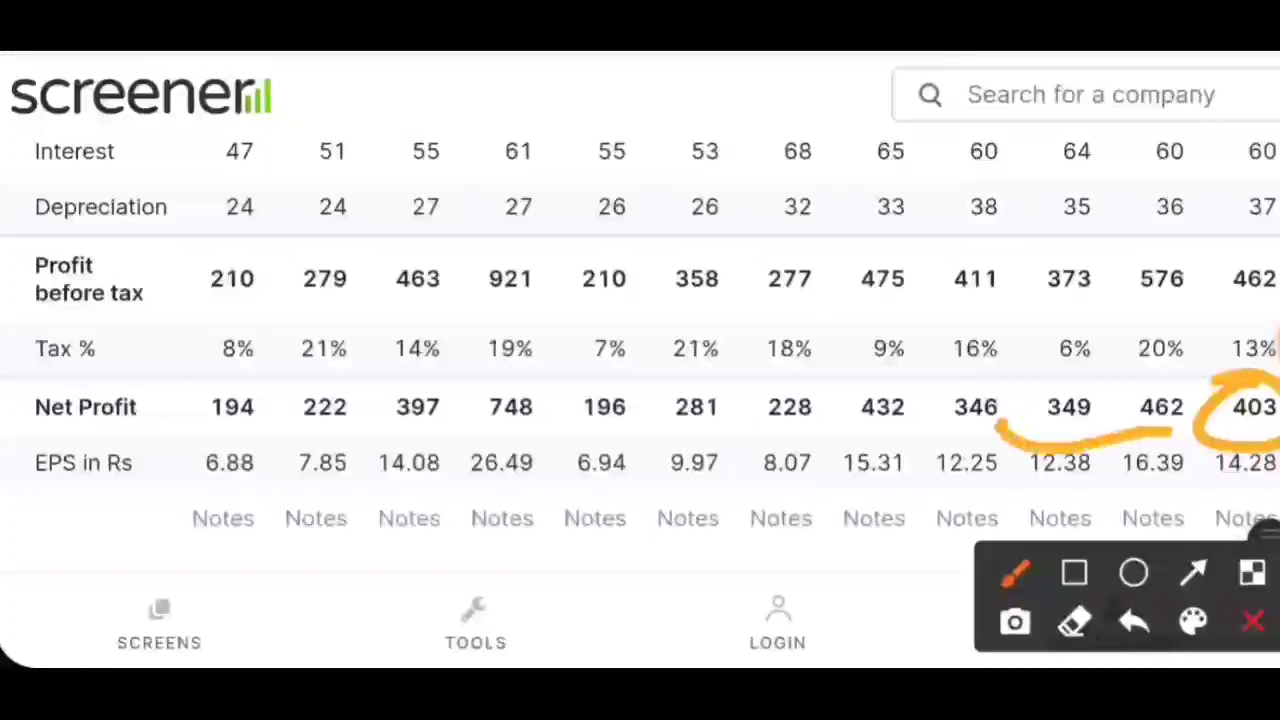 screener
Search for a company
Interest 47 51 55 61 55 53 68 65 60 64 60 60
Depreciation 24 24 27 27 26 26 32 33 38 35 36 37
Profit before tax 210 279 463 921 210 358 277 475 411 373 576 462
Tax % 8% 21% 14% 19% 7% 21% 18% 9% 16% 6% 20% 13%
Net Profit 194 222 397 748 196 281 228 432 346 349 462 403
EPS in Rs 6.88 7.85 14.08 26.49 6.94 9.97 8.07 15.31 12.25 12.38 16.39 14.28
Notes Notes Notes Notes Notes Notes Notes Notes Notes Notes Notes Notes
SCREENS TOOLS LOGIN